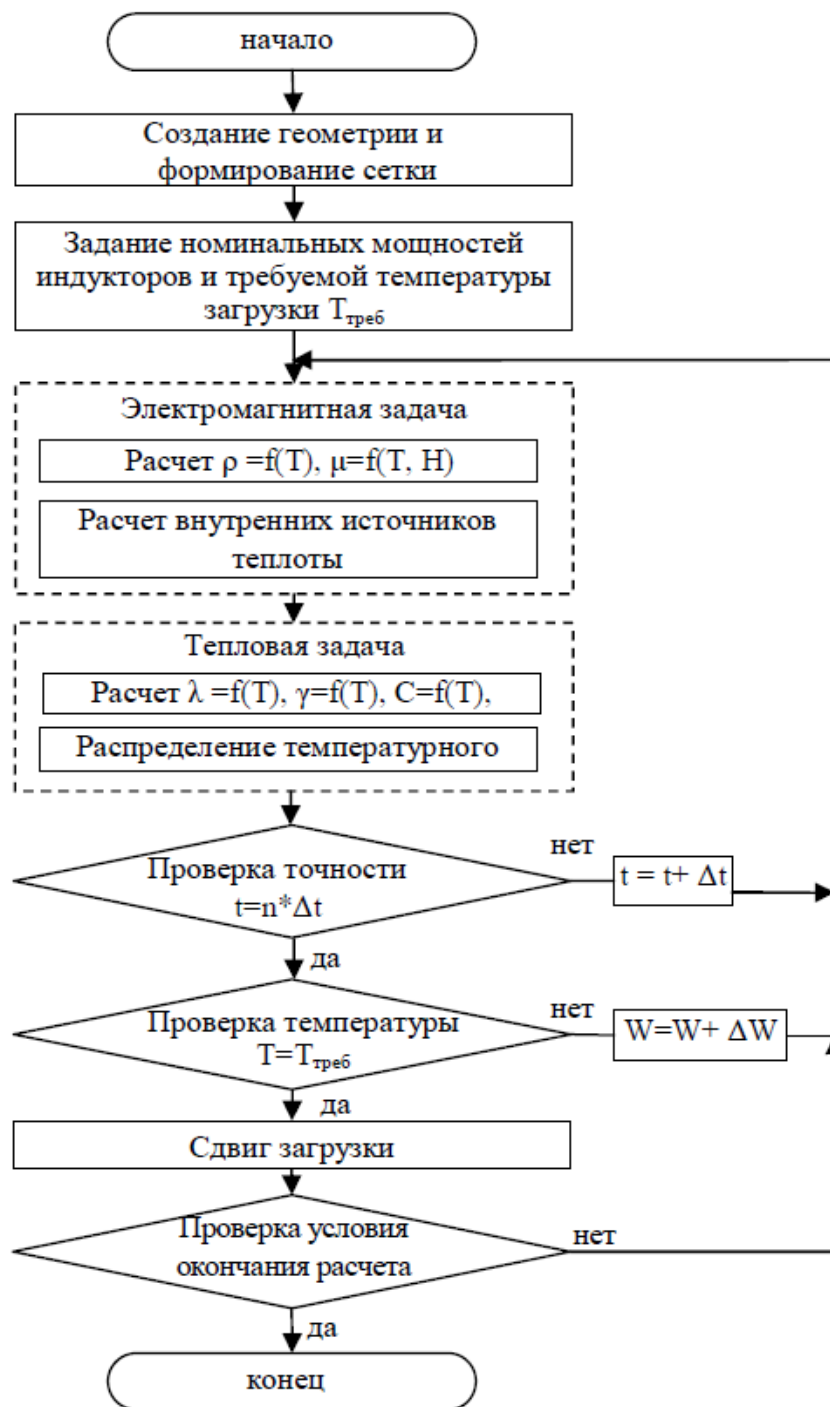 начало
Создание геометрии и
формирование сетки
Задание номинальных мощностей
индукторов и требуемой температуры
загрузки Tтреб
Электромагнитная задача
Расчет ρ =f(T), μ=f(T, H)
Расчет внутренних источников
теплоты
Тепловая задача
Расчет λ =f(T), γ=f(T), C=f(T),
Распределение температурного
Проверка точности
t=n*Δt
нет
t = t+ Δt
да
Проверка температуры
T=Tтреб
нет
W=W+ ΔW
да
Сдвиг загрузки
Проверка условия
окончания расчета
нет
да
конец